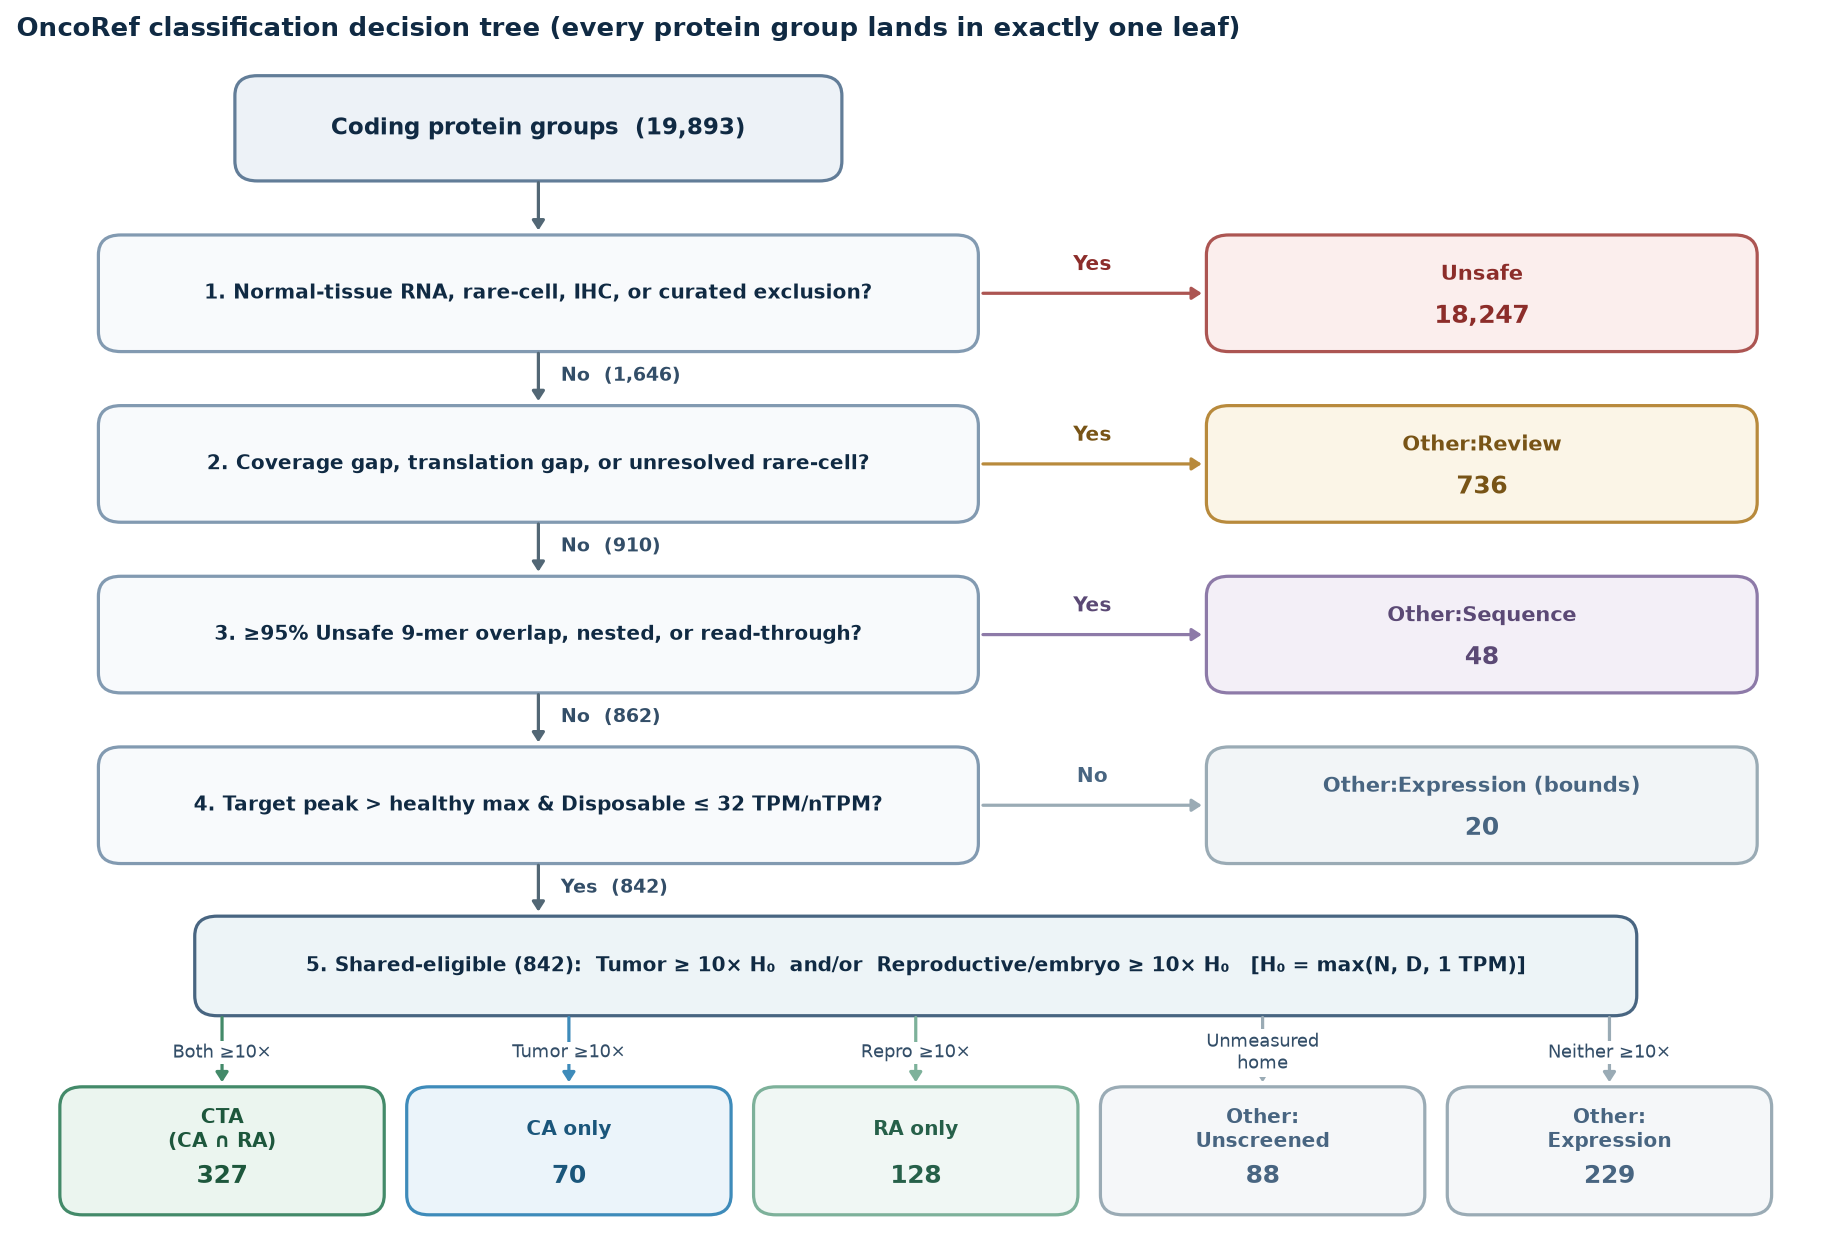 OncoRef classification decision tree (every protein group lands in exactly one leaf)
Coding protein groups (19,893)
1. Normal-tissue RNA, rare-cell, IHC, or curated exclusion?
Yes
Unsafe
18,247
No (1,646)
2. Coverage gap, translation gap, or unresolved rare-cell?
Yes
Other:Review
736
No (910)
3. ≥95% Unsafe 9-mer overlap, nested, or read-through?
Yes
Other:Sequence
48
No (862)
4. Target peak > healthy max & Disposable ≤ 32 TPM/nTPM?
No
Other:Expression (bounds)
20
Yes (842)
5. Shared-eligible (842): Tumor ≥ 10× H₀ and/or Reproductive/embryo ≥ 10× H₀ [H₀ = max(N, D, 1 TPM)]
Both ≥10×
CTA
(CA ∩ RA)
327
Tumor ≥10×
CA only
70
Repro ≥10×
RA only
128
Unmeasured
home
Other:
Unscreened
88
Neither ≥10×
Other:
Expression
229